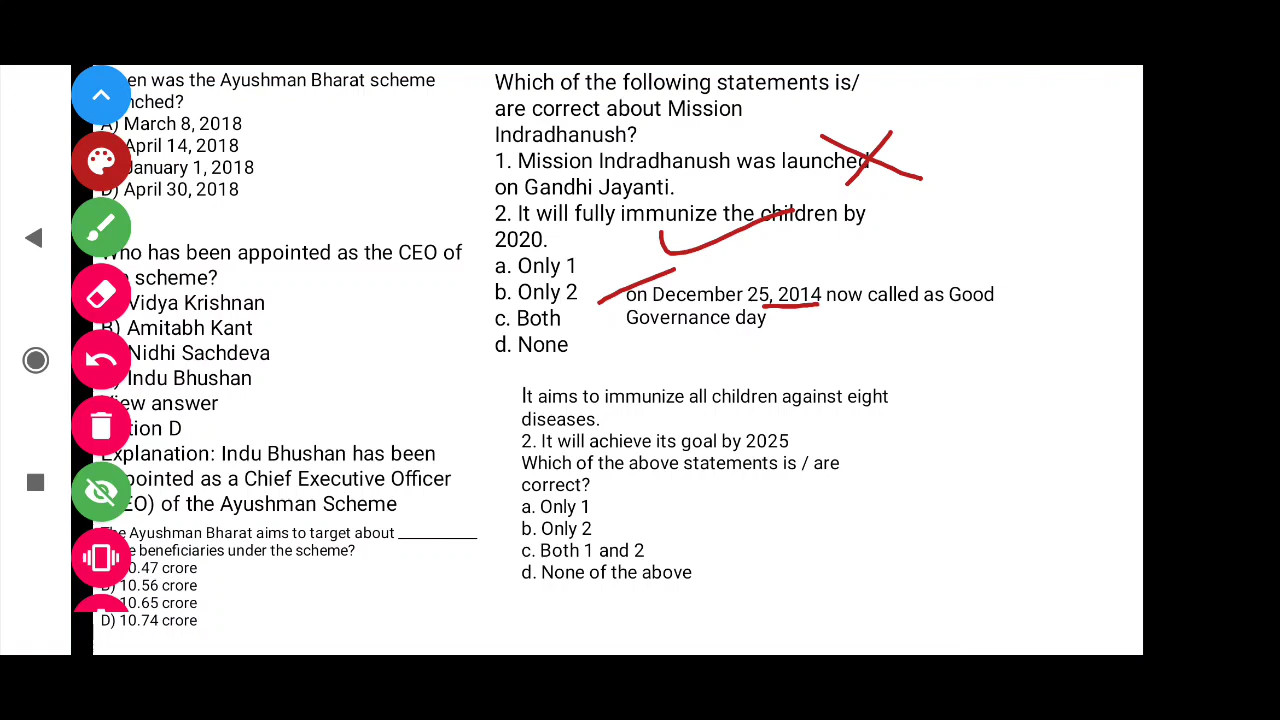 en was the Ayushman Bharat scheme
nched?
A) March 8, 2018
April 14, 2018
January 1, 2018
D) April 30, 2018
Who has been appointed as the CEO of
scheme?
Vidya Krishnan
B) Amitabh Kant
Nidhi Sachdeva
Indu Bhushan
View answer
tion D
Explanation: Indu Bhushan has been
pointed as a Chief Executive Officer
EO) of the Ayushman Scheme
The Ayushman Bharat aims to target about __________
e beneficiaries under the scheme?
0.47 crore
B) 10.56 crore
10.65 crore
D) 10.74 crore
Which of the following statements is/
are correct about Mission
Indradhanush?
1. Mission Indradhanush was launched
on Gandhi Jayanti.
2. It will fully immunize the children by
2020.
a. Only 1
b. Only 2
c. Both
d. None
on December 25, 2014 now called as Good
Governance day
It aims to immunize all children against eight
diseases.
2. It will achieve its goal by 2025
Which of the above statements is / are
correct?
a. Only 1
b. Only 2
c. Both 1 and 2
d. None of the above